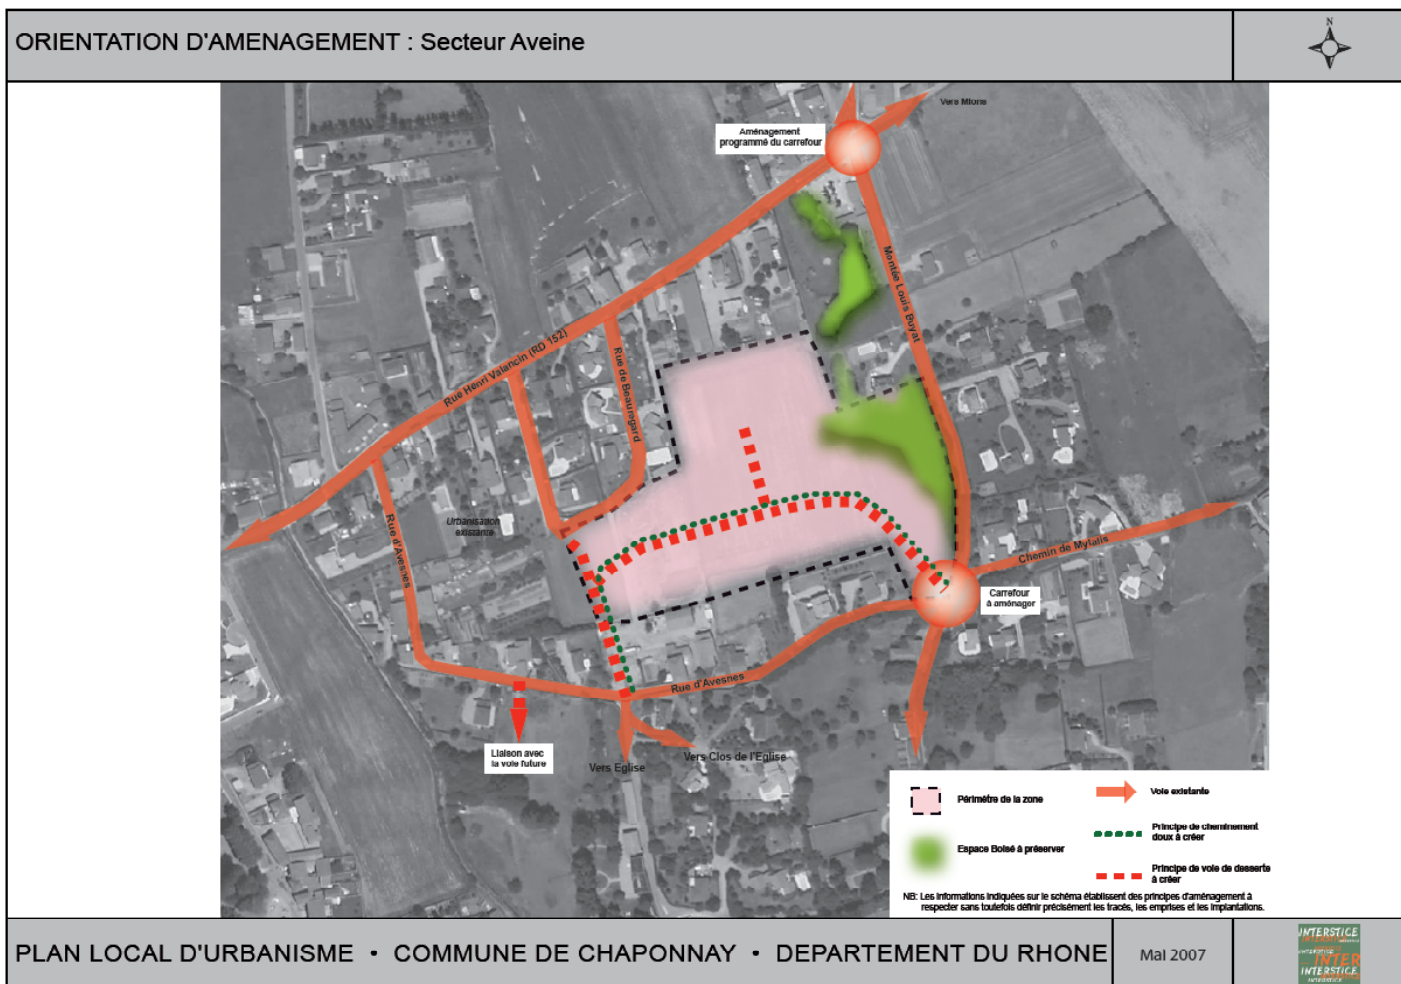 ORIENTATION D'AMENAGEMENT : Secteur Aveine
N
Vers Mions
Aménagement
programmé du carrefour
Montée Louis Buyat
Rue Henri Valancin (RD 152)
Rue de Beauregard
Urbanisation
existante
Rue d'Avesnes
Chemin de Mylatis
Carrefour
à aménager
Rue d'Avesnes
Liaison avec
la voie future
Vers Eglise
Vers Clos de l'Eglise
Périmètre de la zone
Voie existante
Espace Boisé à préserver
Principe de cheminement
doux à créer
Principe de voie de desserte
à créer
NB: Les informations indiquées sur le schéma établissent des principes d'aménagement à
respecter sans toutefois définir précisément les tracés, les emprises et les implantations.
PLAN LOCAL D'URBANISME • COMMUNE DE CHAPONNAY • DEPARTEMENT DU RHONE
Mai 2007
INTERSTICE
INTER
INTERSTICE